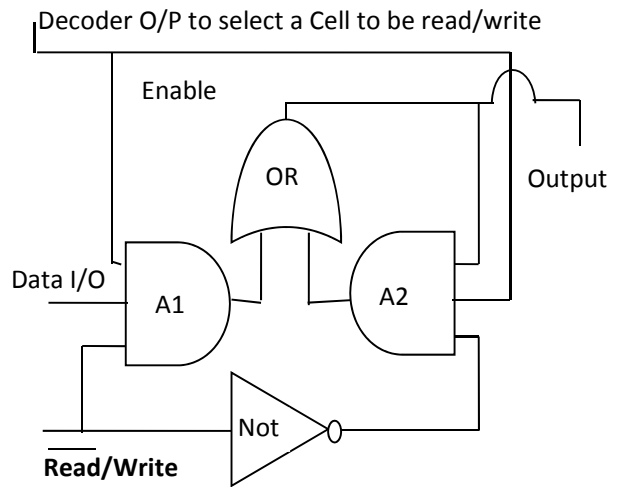 Decoder O/P to select a Cell to be read/write
Enable
OR
Output
Data I/O
A1
A2
Not
Read/Write